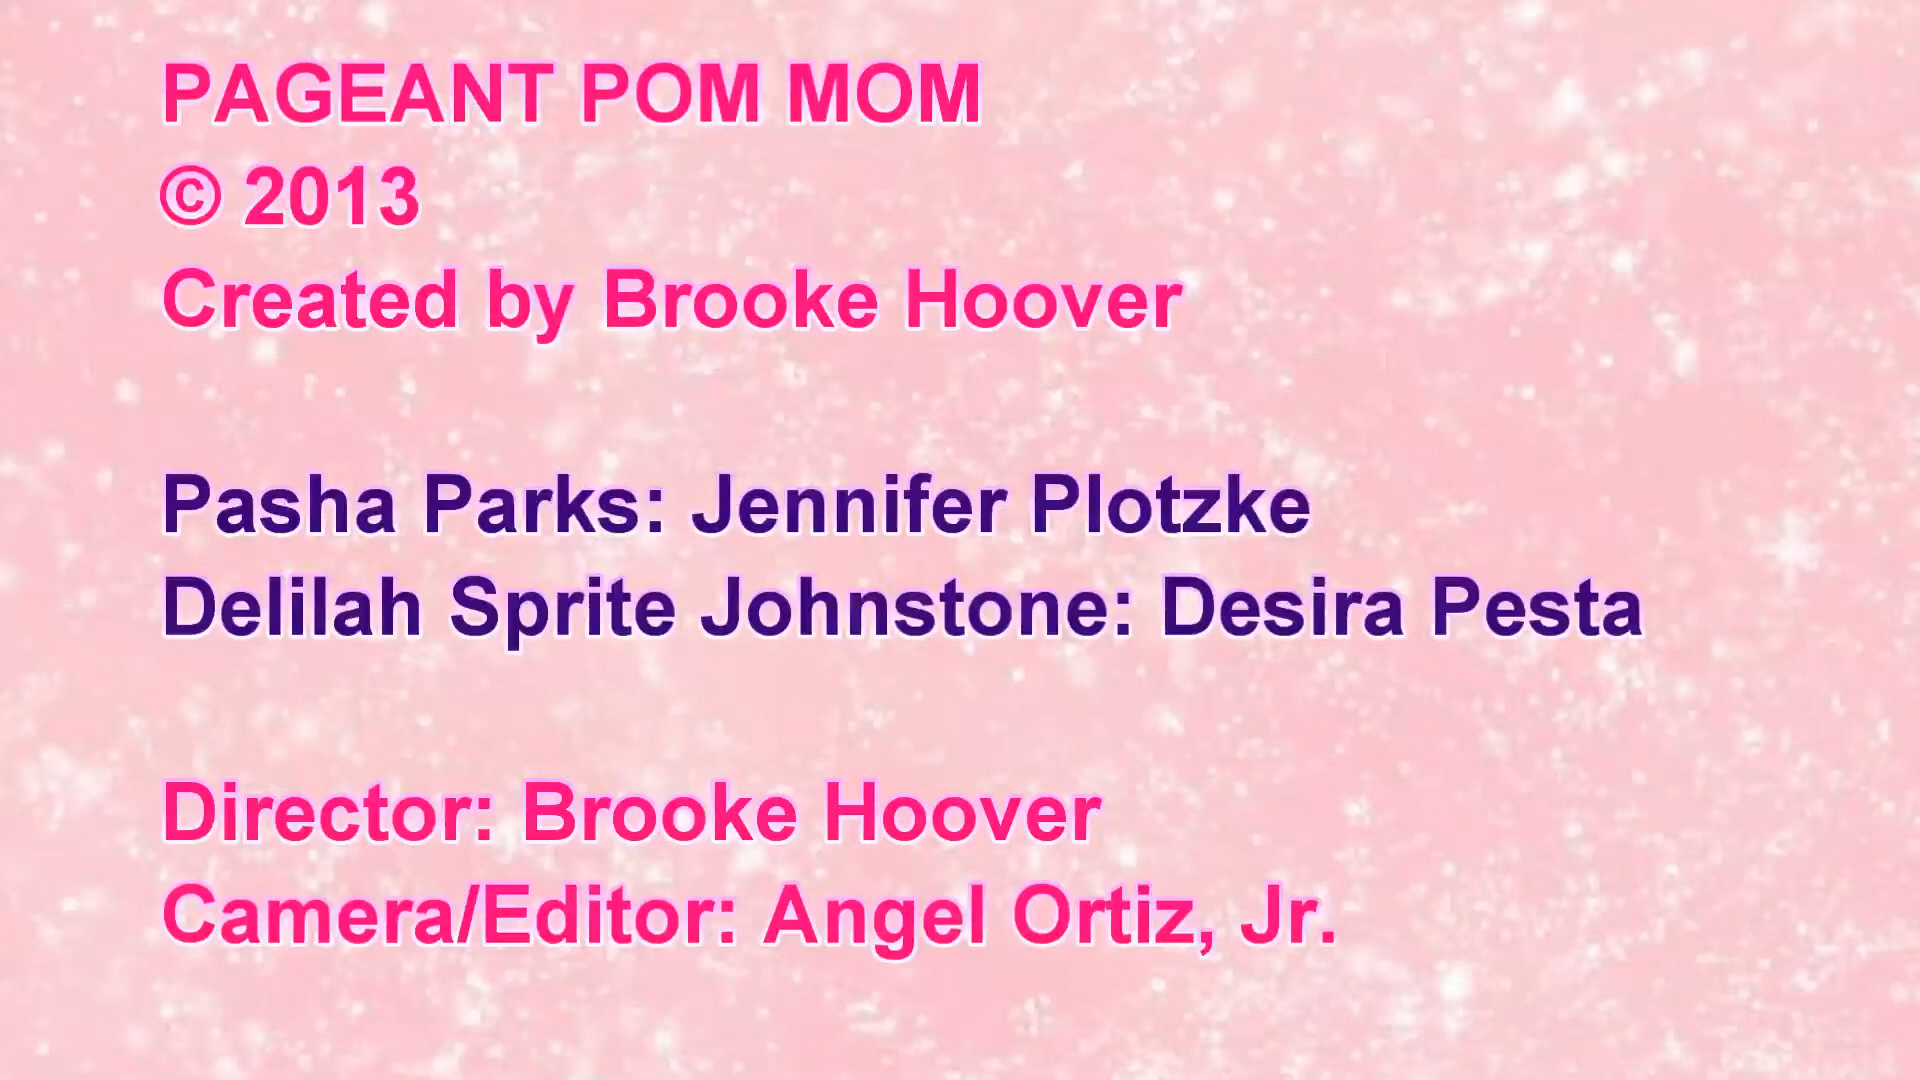 PAGEANT POM MOM
© 2013
Created by Brooke Hoover
Pasha Parks: Jennifer Plotzke
Delilah Sprite Johnstone: Desira Pesta
Director: Brooke Hoover
Camera/Editor: Angel Ortiz, Jr.